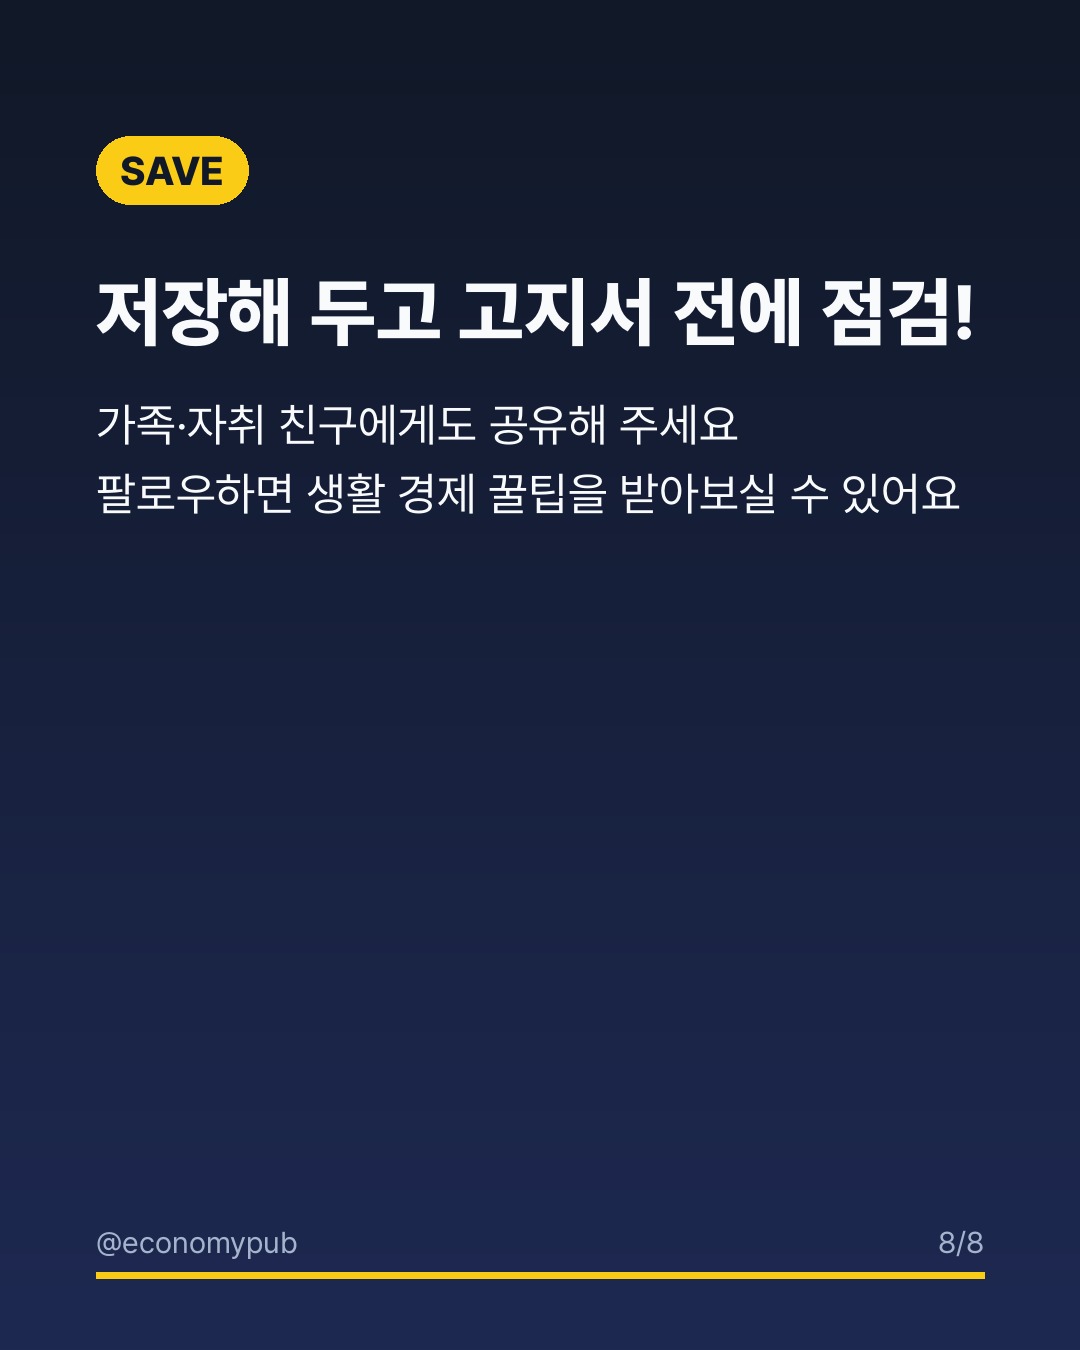 SAVE
저장해 두고 고지서 전에 점검!
가족·자취 친구에게도 공유해 주세요
팔로우하면 생활 경제 꿀팁을 받아보실 수 있어요
@economypub
8/8